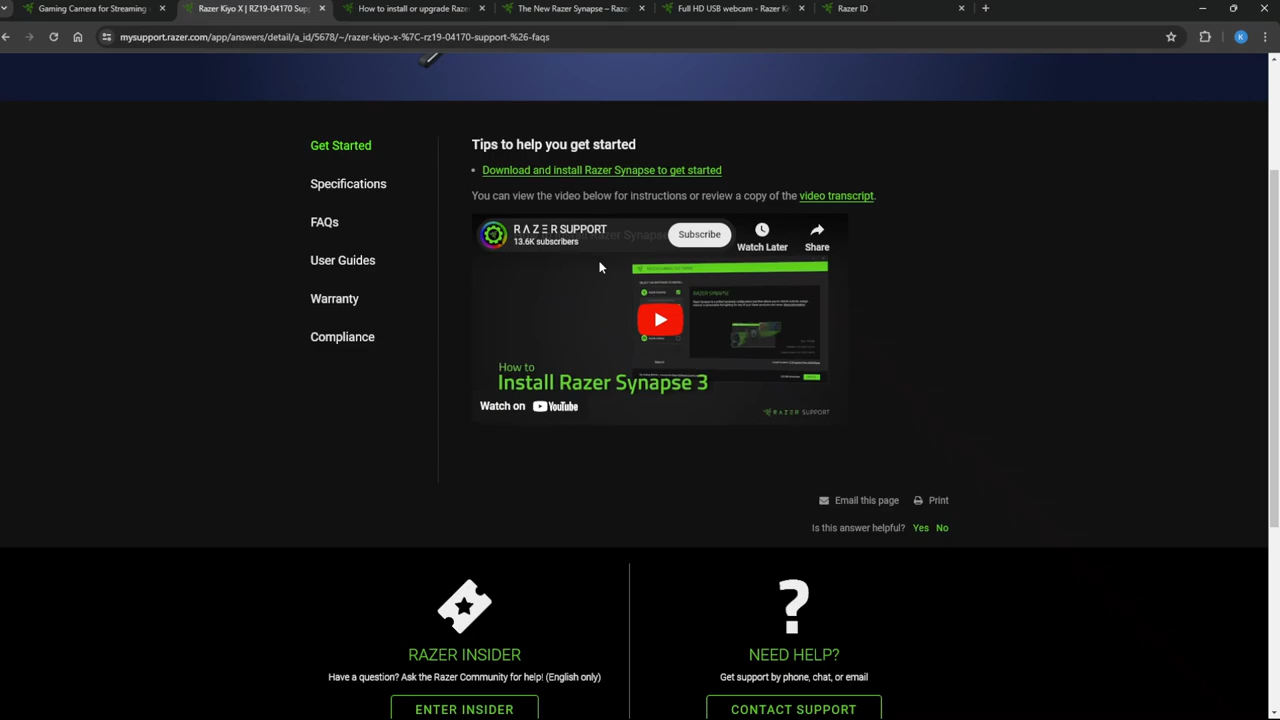 Gaming Camera for Streaming
Razer Kiyo X | RZ19-04170 Sup
How to install or upgrade Razer
The New Razer Synapse – Razer
Full HD USB webcam - Razer K
Razer ID
mysupport.razer.com/app/answers/detail/a_id/5678/~/razer-kiyo-x-%7C-rz19-04170-support-%26-faqs
K
Get Started
Specifications
FAQs
User Guides
Warranty
Compliance
Tips to help you get started
• Download and install Razer Synapse to get started
You can view the video below for instructions or review a copy of the video transcript.
RΛZΞR SUPPORT
13.6K subscribers
Subscribe
Watch Later
Share
RAZER SYNAPSE
How to
Install Razer Synapse 3
Watch on YouTube
RΛZΞR SUPPORT
Email this page
Print
Is this answer helpful? Yes No
RAZER INSIDER
Have a question? Ask the Razer Community for help! (English only)
ENTER INSIDER
NEED HELP?
Get support by phone, chat, or email
CONTACT SUPPORT